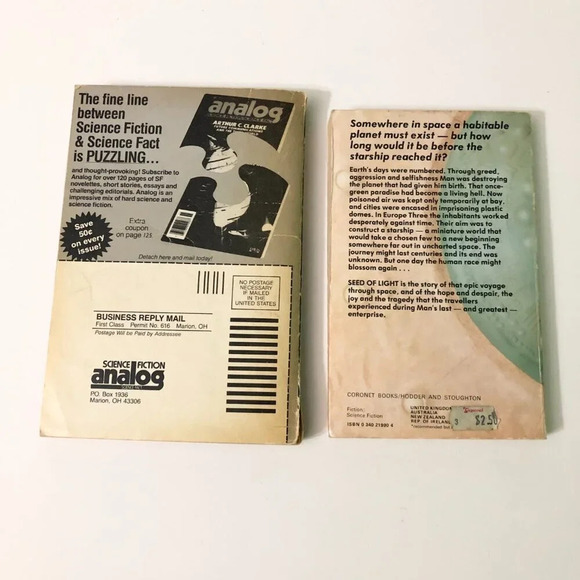 The fine line
between
Science Fiction
& Science Fact
is PUZZLING...
and thought-provoking! Subscribe to
Analog for over 120 pages of SF
novelettes, short stories, essays and
challenging editorials. Analog is an
impressive mix of hard science and
science fiction.
Save
50¢
on every
issue!
Extra
coupon
on page 125
Detach here and mail today!
analog
ARTHUR C. CLARKE
NO POSTAGE
NECESSARY
IF MAILED
IN THE
UNITED STATES
BUSINESS REPLY MAIL
First Class Permit No. 616 Marion, OH
Postage Will be Paid by Addressee
SCIENCE FICTION
analog
P.O. Box 1936
Marion, OH 43306
Somewhere in space a habitable
planet must exist — but how
long would it be before the
starship reached it?
Earth's days were numbered. Through greed,
aggression and selfishness Man was destroying
the planet that had given him birth. That once-
green paradise had become a living hell. Now
poisoned air was kept only temporarily at bay,
and cities were encased in imprisoning plastic
domes. In Europe Three the inhabitants worked
desperately against time. Their aim was to
construct a starship — a miniature world that
would take a chosen few to a new beginning
somewhere far out in uncharted space. The
journey might last centuries and its end was
unknown. But one day the human race might
blossom again . . .
SEED OF LIGHT is the story of that epic voyage
through space, and of the hope and despair, the
joy and the tragedy that the travellers
experienced during Man's last — and greatest —
enterprise.
CORONET BOOKS/HODDER AND STOUGHTON
Fiction:
Science Fiction
UNITED KINGDOM
AUSTRALIA
NEW ZEALAND
REP. OF IRELAND
*recommended but
ISBN 0 340 21990 4
3 $2.50